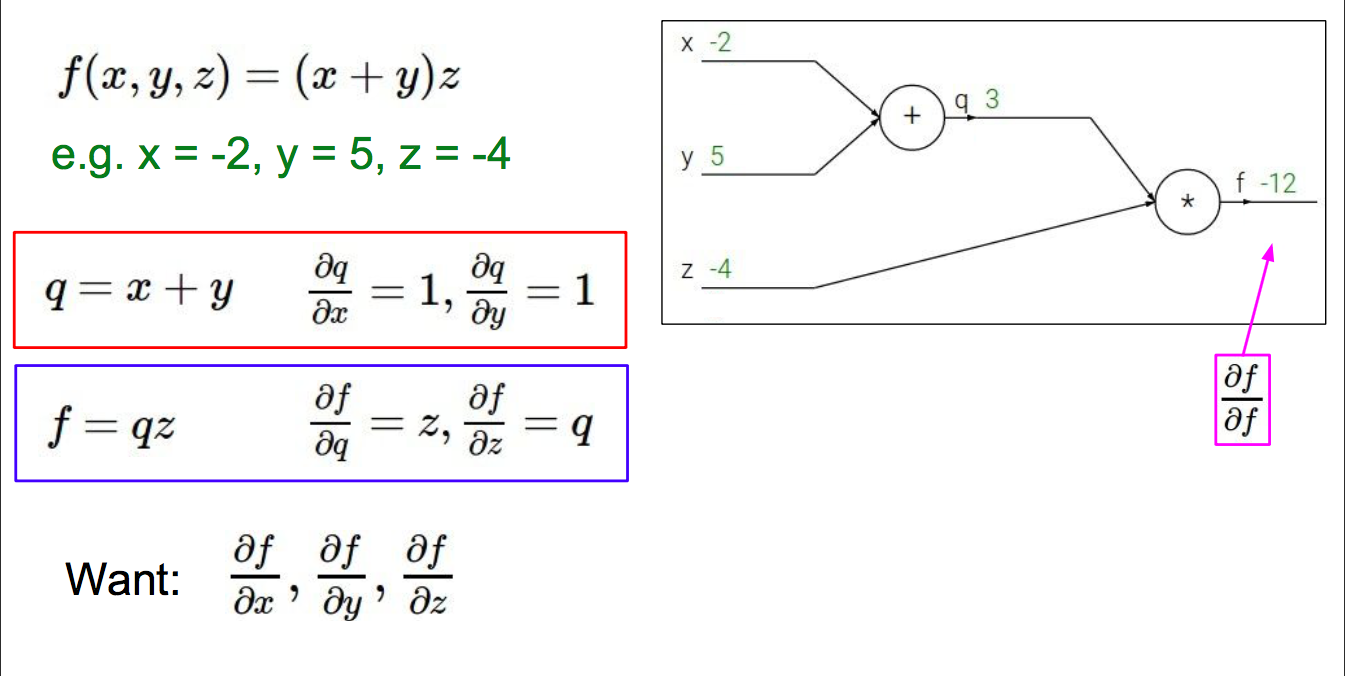 f(x, y, z) = (x + y)z
e.g. x = -2, y = 5, z = -4
q = x + y    ∂q/∂x = 1, ∂q/∂y = 1
f = qz    ∂f/∂q = z, ∂f/∂z = q
Want: ∂f/∂x, ∂f/∂y, ∂f/∂z
x -2
y 5
+
q 3
z -4
*
f -12
∂f/∂f